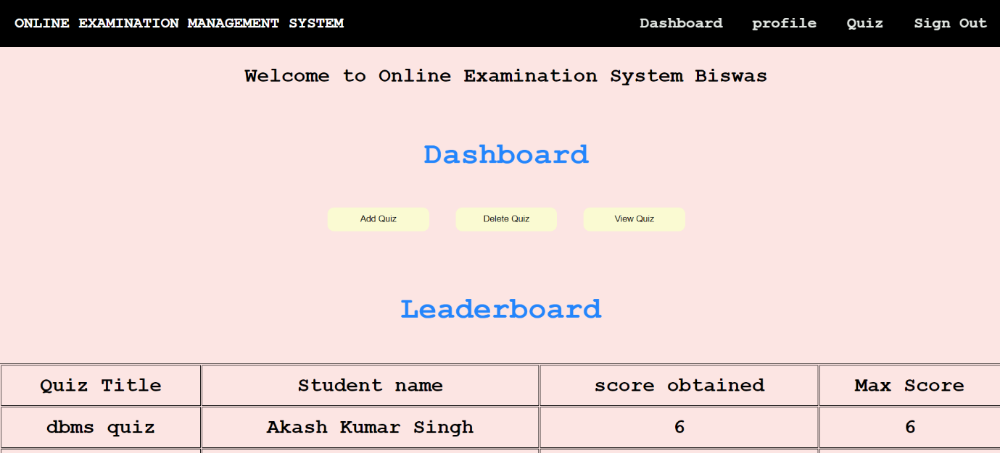 ONLINE EXAMINATION MANAGEMENT SYSTEM Dashboard profile Quiz Sign Out
Welcome to Online Examination System Biswas
Dashboard
Add Quiz Delete Quiz View Quiz
Leaderboard
Quiz Title Student name score obtained Max Score
dbms quiz Akash Kumar Singh 6 6